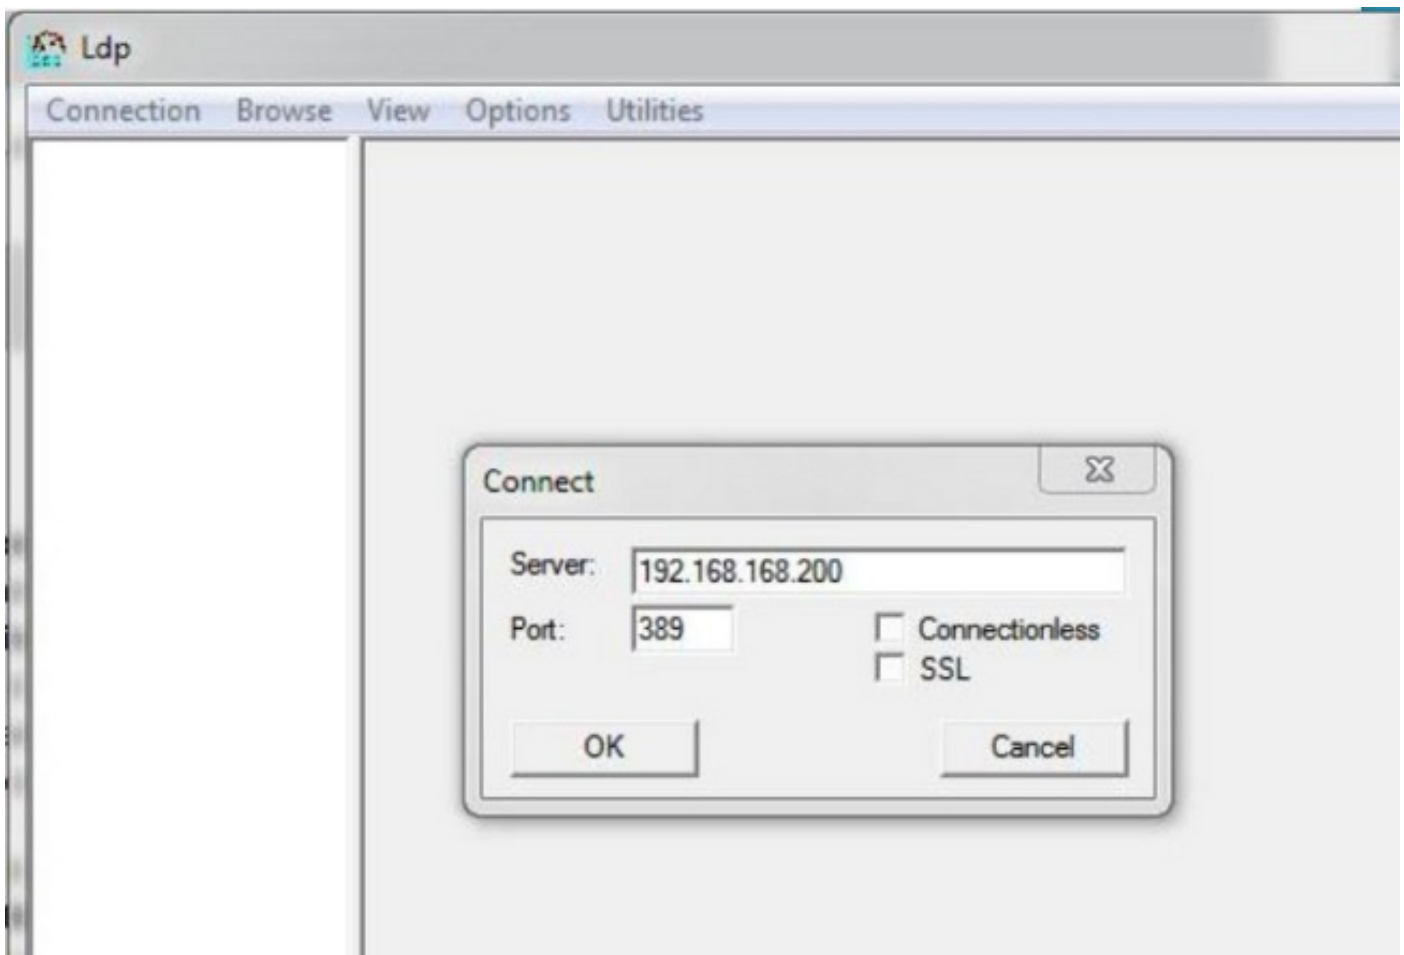 Ldp
Connection Browse View Options Utilities
Connect
Server: 192.168.168.200
Port: 389 Connectionless
SSL
OK Cancel